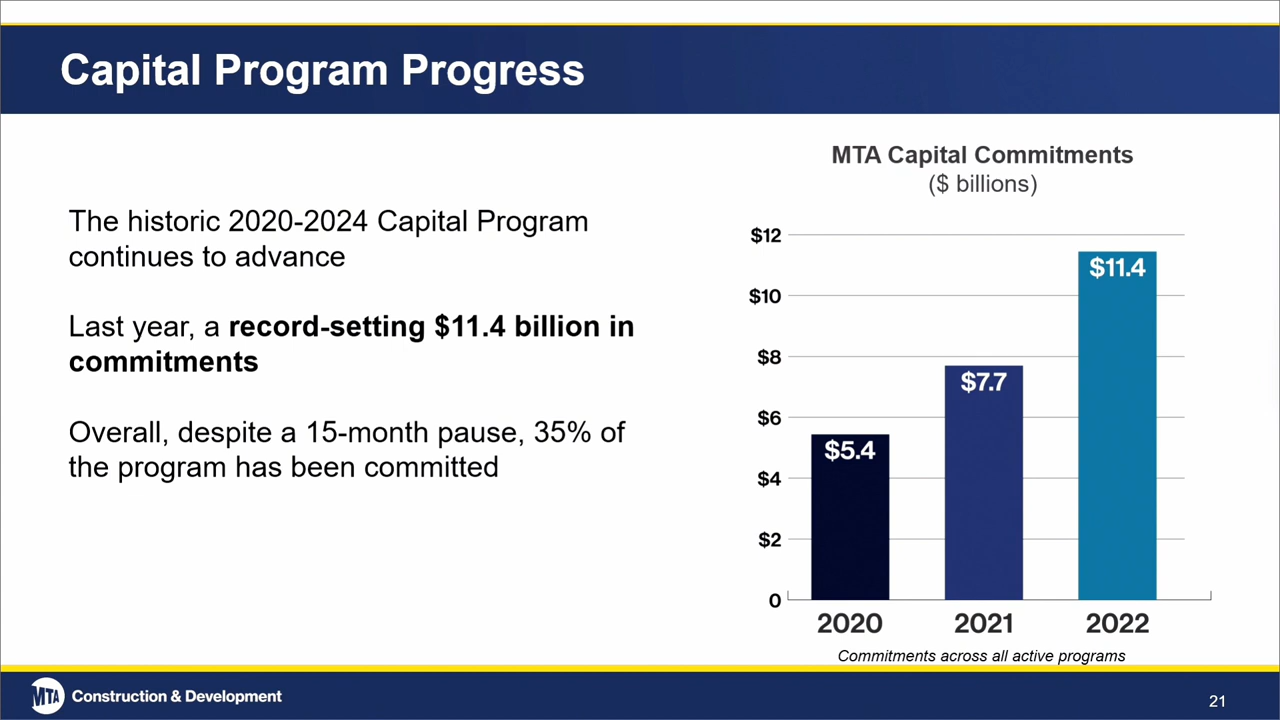 Capital Program Progress
The historic 2020-2024 Capital Program
continues to advance
Last year, a record-setting $11.4 billion in
commitments
Overall, despite a 15-month pause, 35% of
the program has been committed
MTA Capital Commitments
($ billions)
$12
$10
$8
$6
$4
$2
0
$5.4
$7.7
$11.4
2020
2021
2022
Commitments across all active programs
MTA
Construction & Development
21